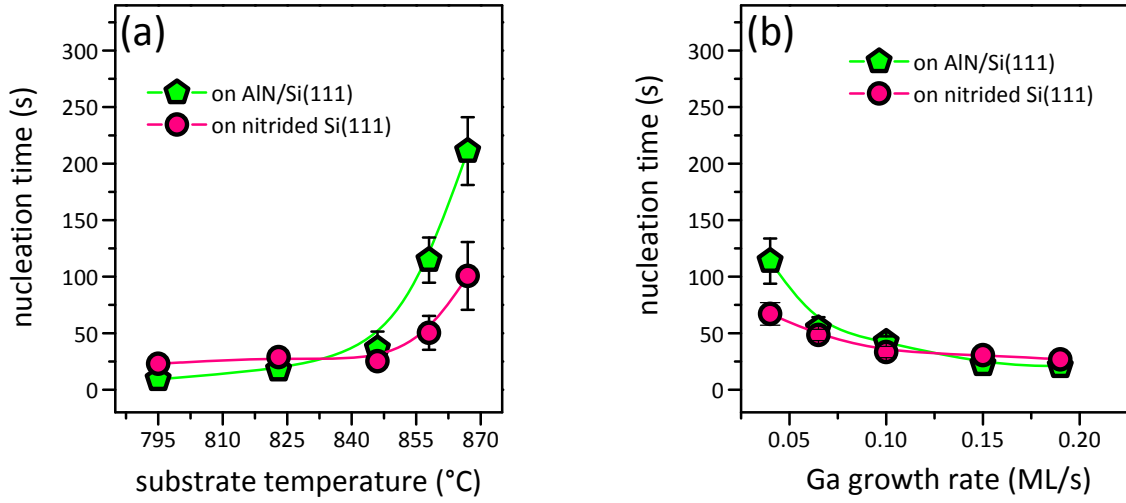 (a)
on AlN/Si(111)
on nitrided Si(111)
nucleation time (s)
300
250
200
150
100
50
0
795 810 825 840 855 870
substrate temperature (°C)
(b)
on AlN/Si(111)
on nitrided Si(111)
nucleation time (s)
300
250
200
150
100
50
0
0.05 0.10 0.15 0.20
Ga growth rate (ML/s)